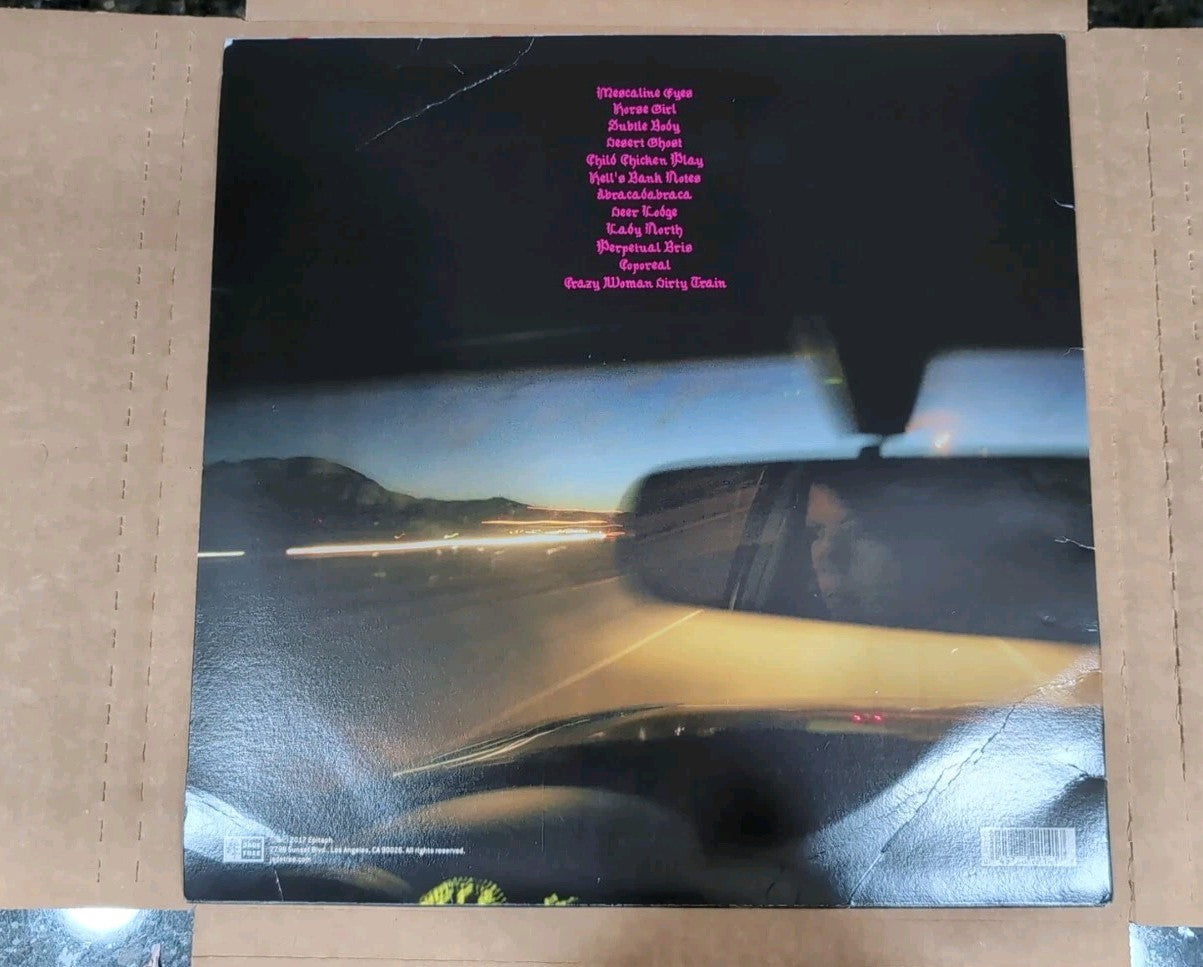 Mescaline Eyes
Horse Girl
Subtle Body
Desert Ghost
Child Chicken Play
Hell's Bank Notes
Abracadabraca
Deer Lodge
Lady North
Perpetual Bris
Coporeal
Crazy Woman Dirty Train
2017 Epitaph
Sunset Blvd., Los Angeles, CA 90026. All rights reserved.